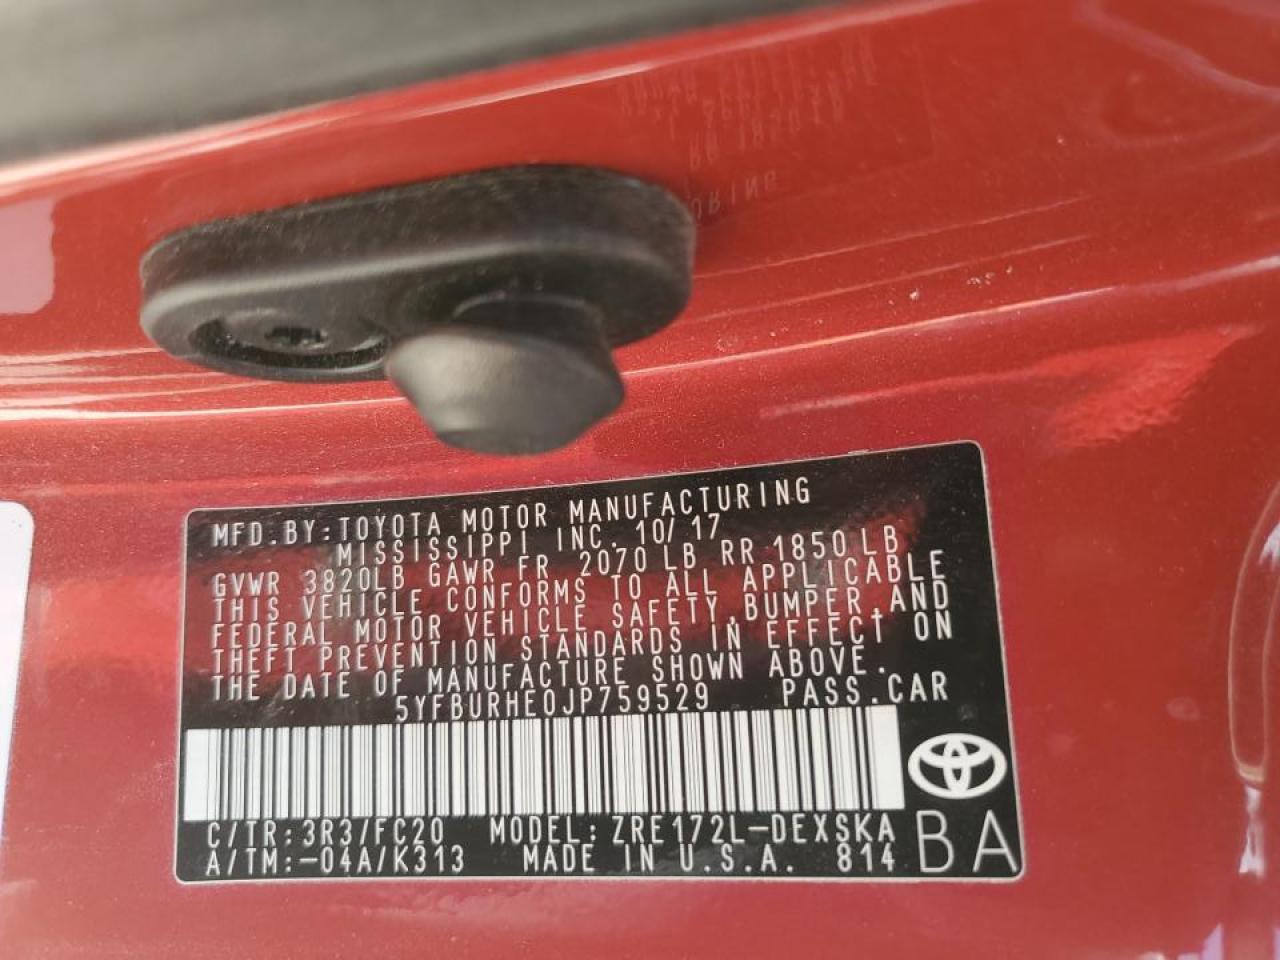 MFD.BY:TOYOTA MOTOR MANUFACTURING
MISSISSIPPI INC. 10/17
GVWR 3820LB GAWR FR 2070 LB RR 1850 LB
THIS VEHICLE CONFORMS TO ALL APPLICABLE
FEDERAL MOTOR VEHICLE SAFETY,BUMPER,AND
THEFT PREVENTION STANDARDS IN EFFECT ON
THE DATE OF MANUFACTURE SHOWN ABOVE.
5YFBURHE0JP759529 PASS.CAR
C/TR:3R3/FC20 MODEL:ZRE172L-DEXSKA
A/TM:-04A/K313 MADE IN U.S.A. 814
BA